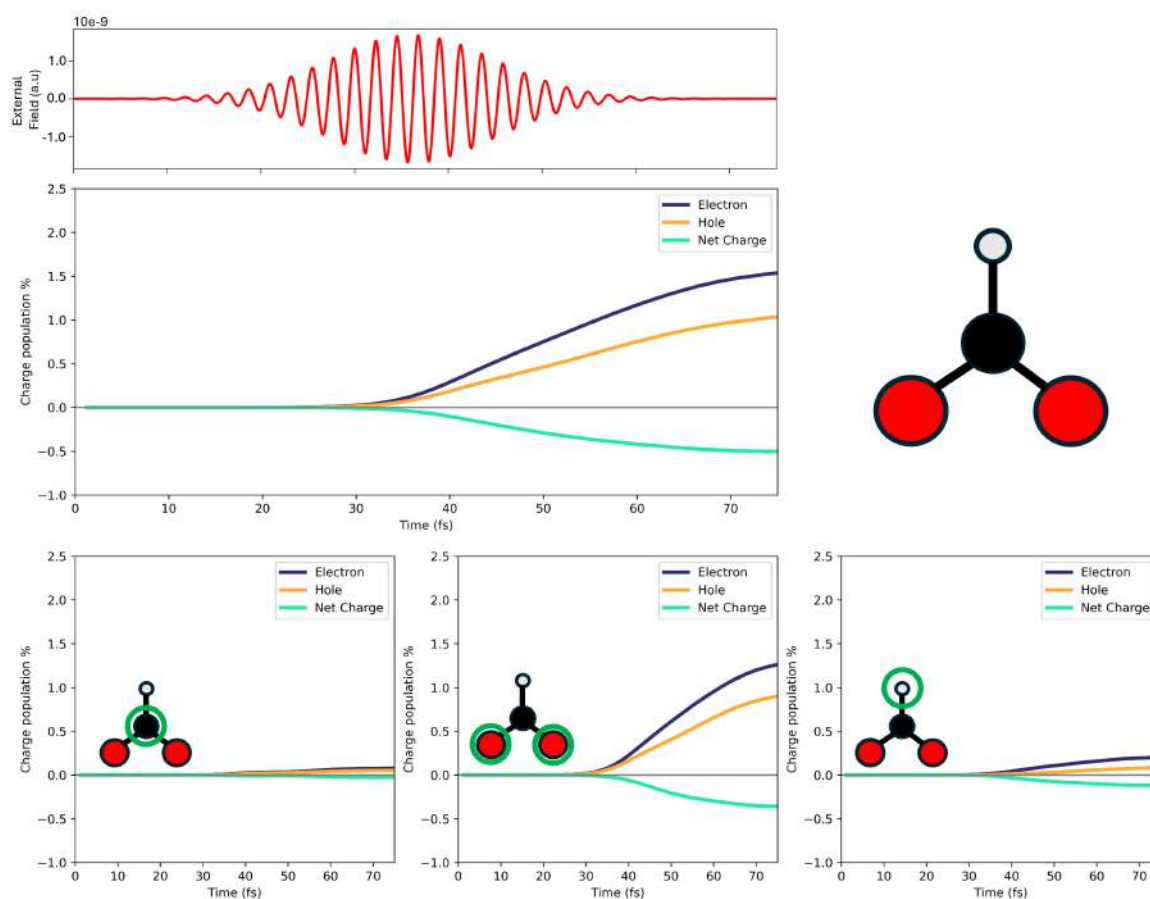 10e-9
External
Field (a.u)
1.0
0.0
-1.0
Charge population %
2.5
2.0
1.5
1.0
0.5
0.0
−0.5
−1.0
Electron
Hole
Net Charge
0 10 20 30 40 50 60 70
Time (fs)
Charge population %
2.5
2.0
1.5
1.0
0.5
0.0
−0.5
−1.0
Electron
Hole
Net Charge
0 10 20 30 40 50 60 70
Time (fs)
Charge population %
2.5
2.0
1.5
1.0
0.5
0.0
−0.5
−1.0
Electron
Hole
Net Charge
0 10 20 30 40 50 60 70
Time (fs)
Charge population %
2.5
2.0
1.5
1.0
0.5
0.0
−0.5
−1.0
Electron
Hole
Net Charge
0 10 20 30 40 50 60 70
Time (fs)